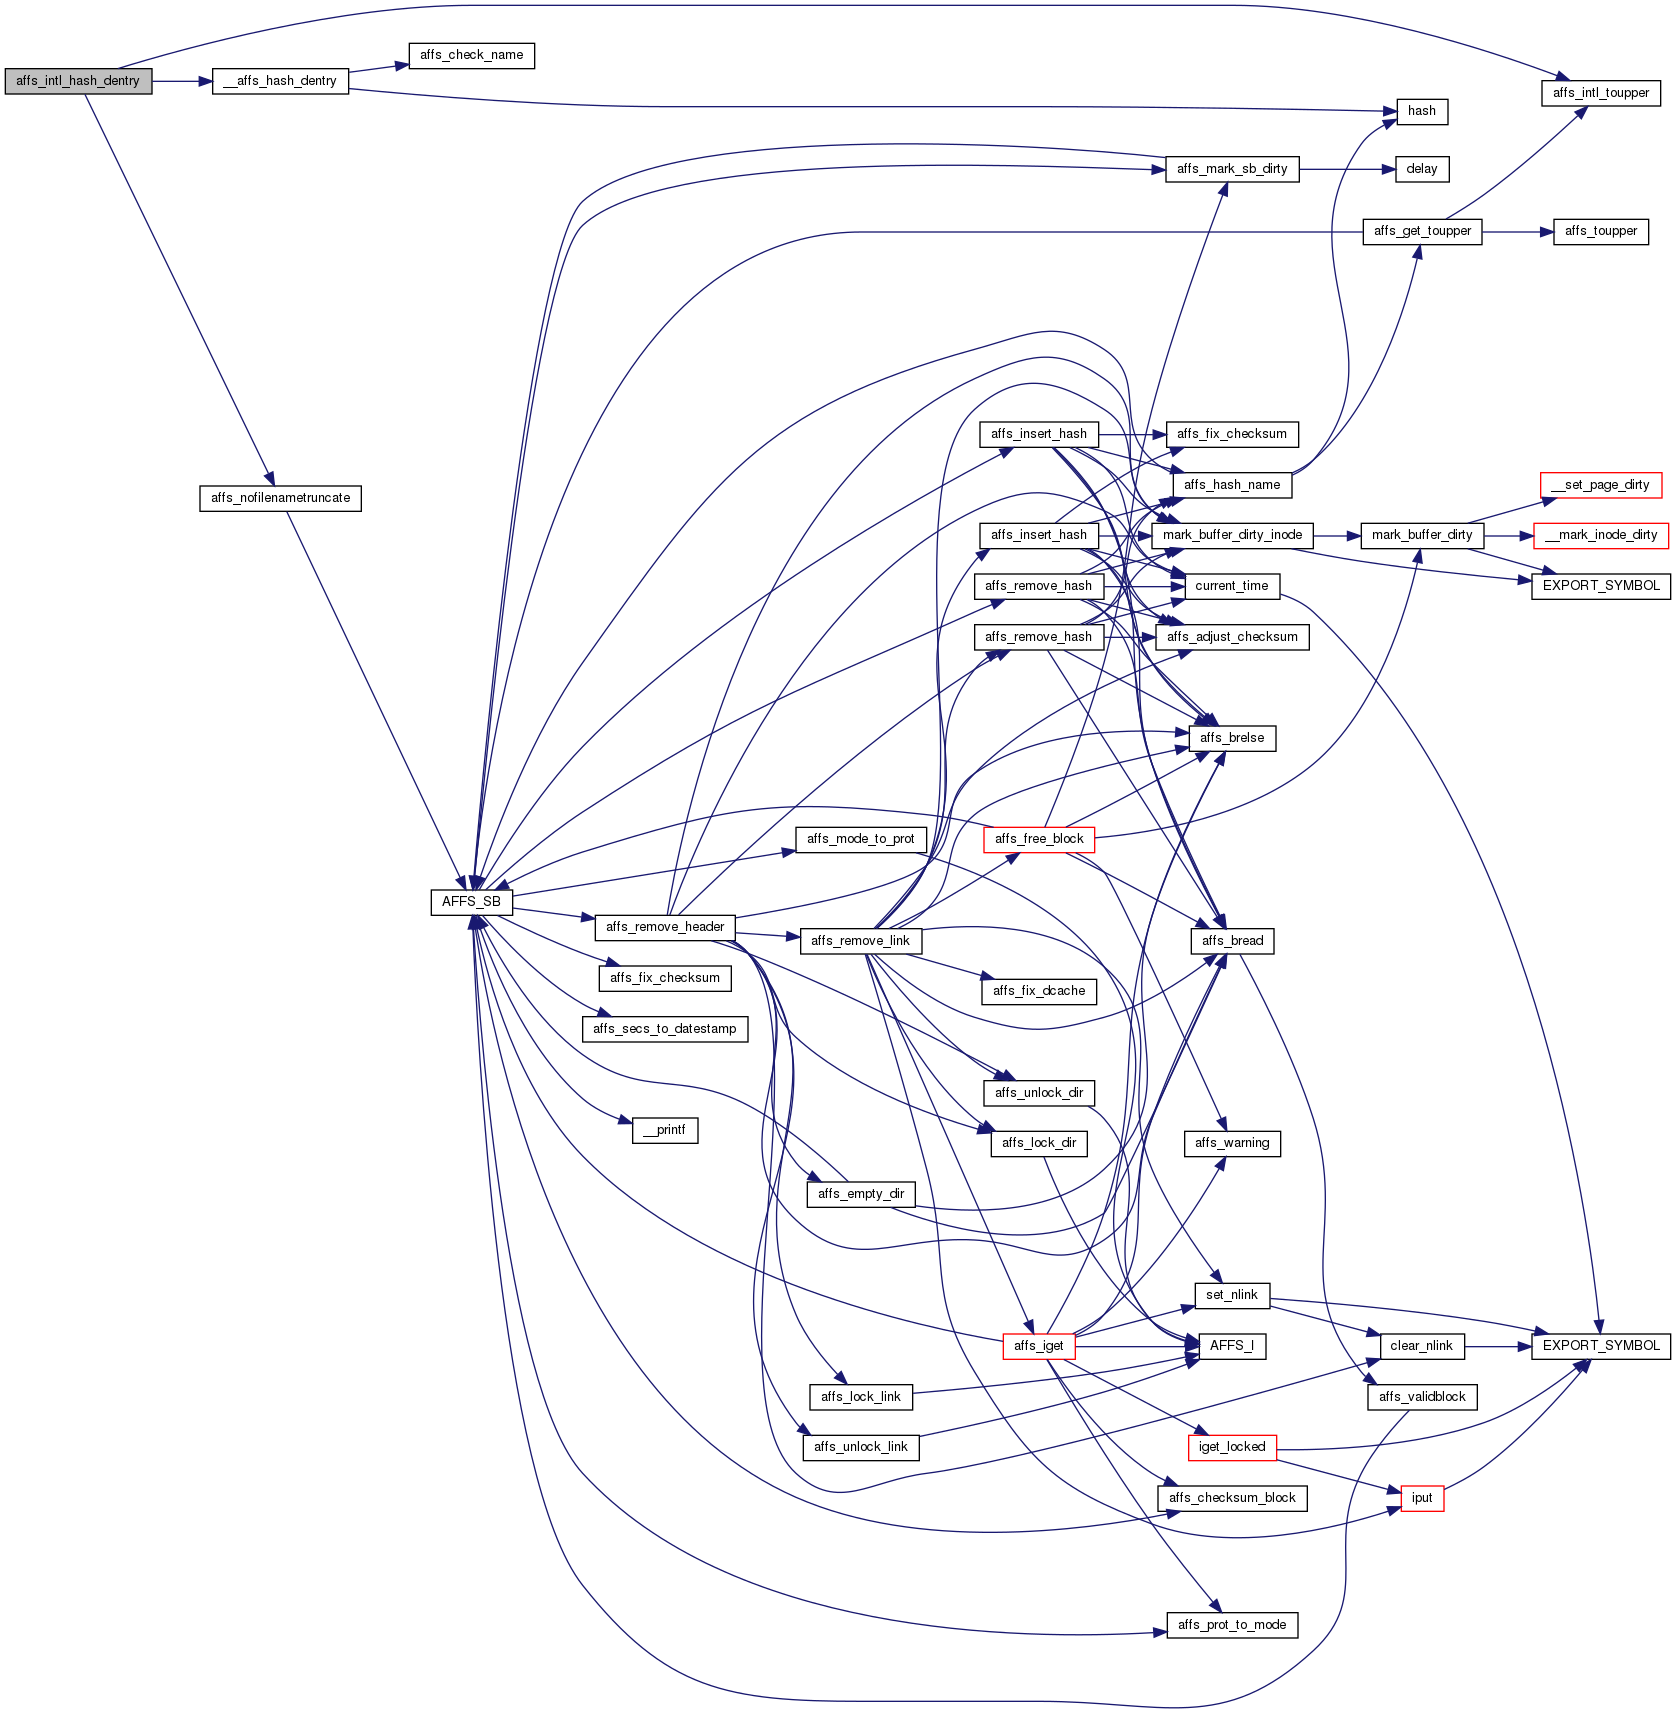 affs_check_name
affs_intl_hash_dentry
__affs_hash_dentry
affs_intl_toupper
hash
affs_mark_sb_dirty
delay
affs_get_toupper
affs_toupper
affs_insert_hash
affs_fix_checksum
affs_hash_name
__set_page_dirty
affs_nofilenametruncate
affs_insert_hash
mark_buffer_dirty_inode
mark_buffer_dirty
__mark_inode_dirty
affs_remove_hash
current_time
EXPORT_SYMBOL
affs_remove_hash
affs_adjust_checksum
affs_brelse
affs_mode_to_prot
affs_free_block
AFFS_SB
affs_remove_header
affs_remove_link
affs_bread
affs_fix_checksum
affs_fix_dcache
affs_secs_to_datestamp
affs_unlock_dir
__printf
affs_lock_dir
affs_warning
affs_empty_dir
set_nlink
affs_iget
AFFS_I
clear_nlink
EXPORT_SYMBOL
affs_lock_link
affs_validblock
affs_unlock_link
iget_locked
affs_checksum_block
iput
affs_prot_to_mode